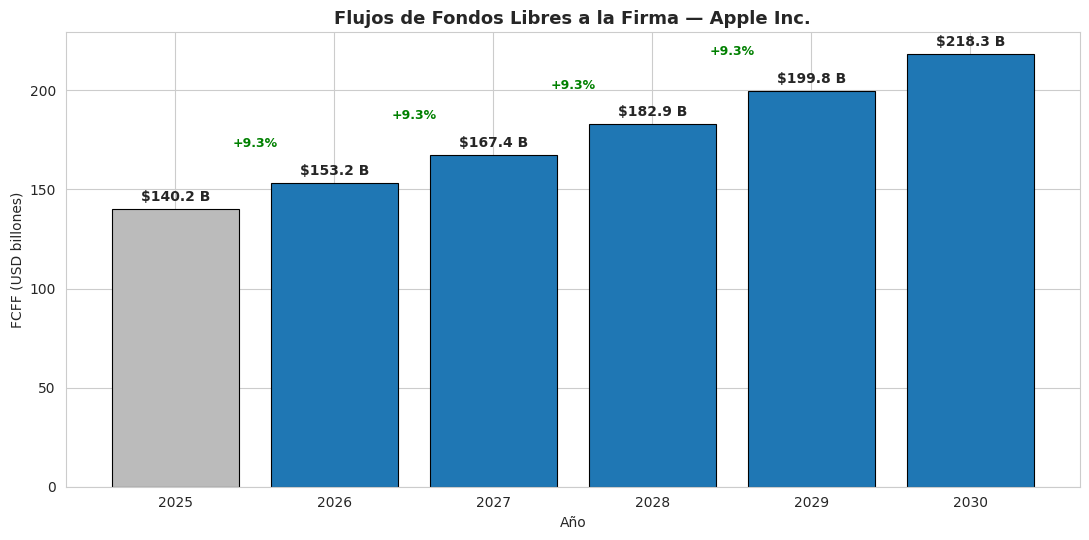 Flujos de Fondos Libres a la Firma — Apple Inc.
FCFF (USD billones)
200
150
100
50
0
$140.2 B
+9.3%
$153.2 B
+9.3%
$167.4 B
+9.3%
$182.9 B
+9.3%
$199.8 B
$218.3 B
2025
2026
2027
2028
2029
2030
Año